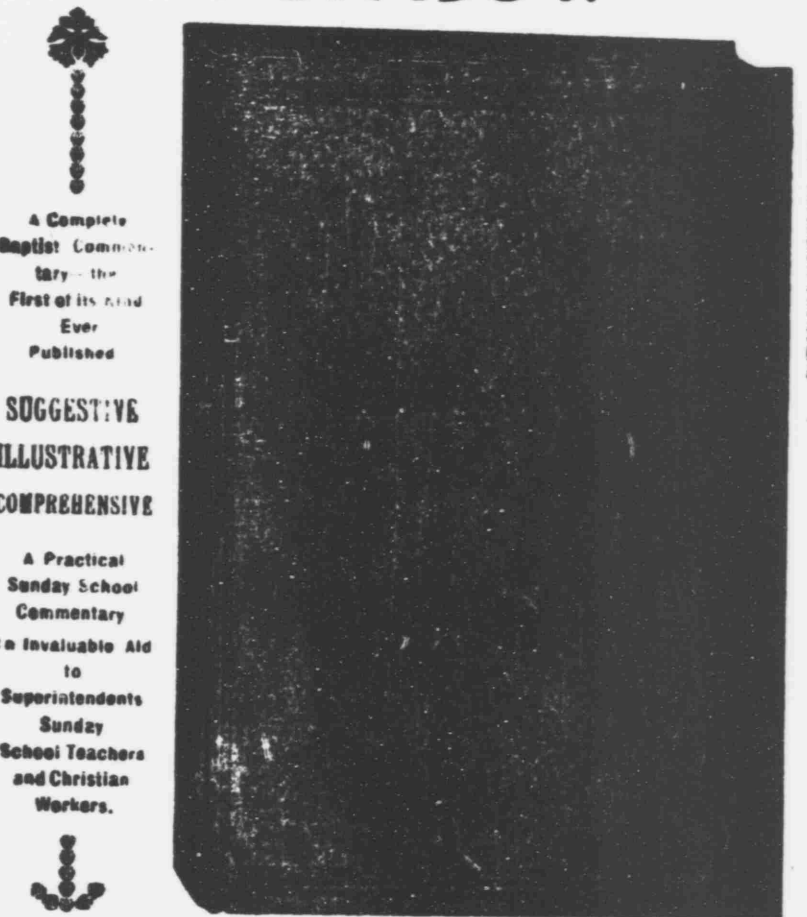 A Complete
Baptist Commen-
tary - the
First of its kind
Ever
Published
SUGGESTIVE
ILLUSTRATIVE
COMPREHENSIVE
A Practical
Sunday School
Commentary
Invaluable Aid
to
Superintendents
Sunday
School Teachers
and Christian
Workers.